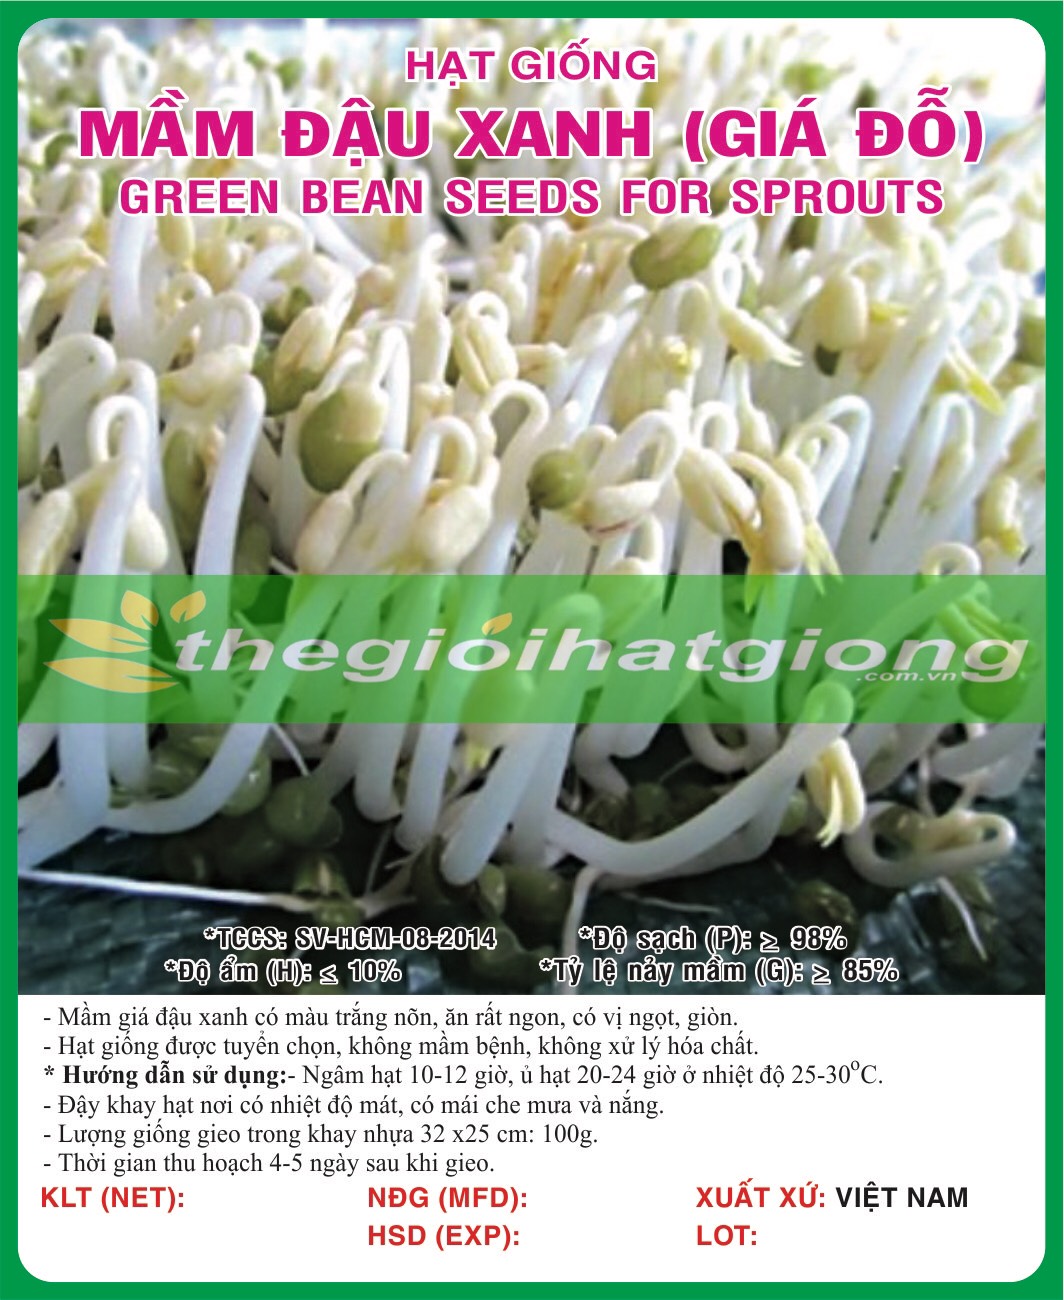 HẠT GIỐNG
MẦM ĐẬU XANH (GIÁ ĐỖ)
GREEN BEAN SEEDS FOR SPROUTS
thegioihatgiong
.com.vn
*TCCS: SV-HCM-08-2014 *Độ sạch (P): ≥ 98%
*Độ ẩm (H): ≤ 10% *Tỷ lệ nảy mầm (G): ≥ 85%
- Mầm giá đậu xanh có màu trắng nõn, ăn rất ngon, có vị ngọt, giòn.
- Hạt giống được tuyển chọn, không mầm bệnh, không xử lý hóa chất.
* Hướng dẫn sử dụng:- Ngâm hạt 10-12 giờ, ủ hạt 20-24 giờ ở nhiệt độ 25-30°C.
- Đậy khay hạt nơi có nhiệt độ mát, có mái che mưa và nắng.
- Lượng giống gieo trong khay nhựa 32 x25 cm: 100g.
- Thời gian thu hoạch 4-5 ngày sau khi gieo.
KLT (NET): NĐG (MFD): XUẤT XỨ: VIỆT NAM
HSD (EXP): LOT: